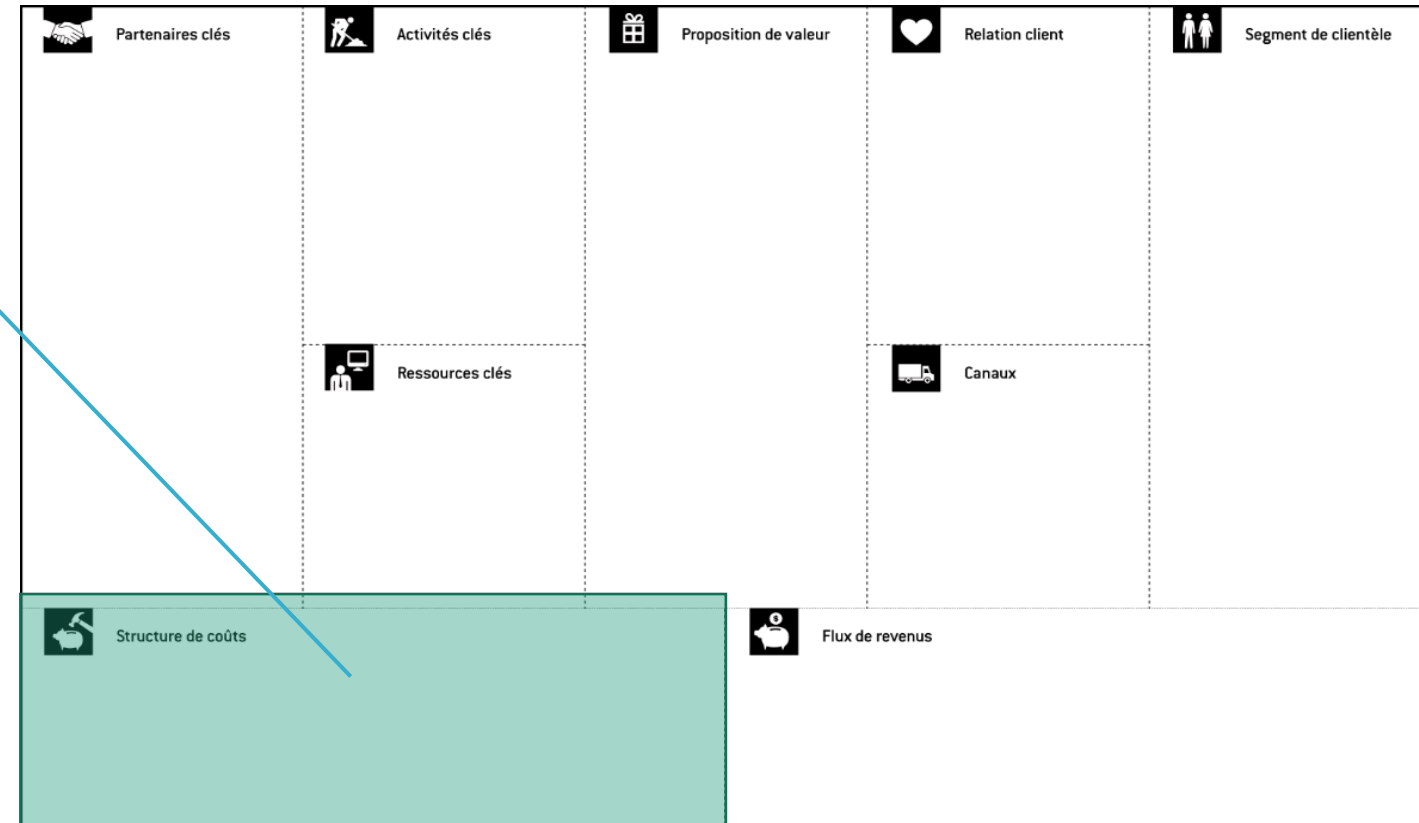 Partenaires clés
Activités clés
Proposition de valeur
Relation client
Segment de clientèle
Ressources clés
Canaux
Structure de coûts
Flux de revenus